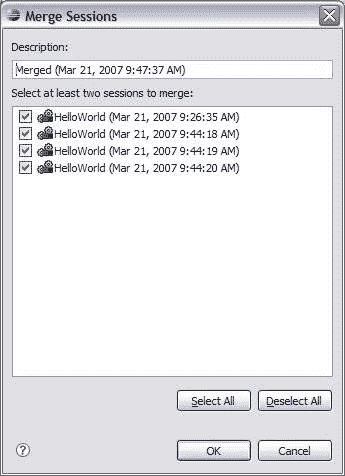 Merge Sessions
Description:
Merged (Mar 21, 2007 9:47:37 AM)
Select at least two sessions to merge:
HelloWorld (Mar 21, 2007 9:26:35 AM)
HelloWorld (Mar 21, 2007 9:44:18 AM)
HelloWorld (Mar 21, 2007 9:44:19 AM)
HelloWorld (Mar 21, 2007 9:44:20 AM)
Select All Deselect All
? OK Cancel